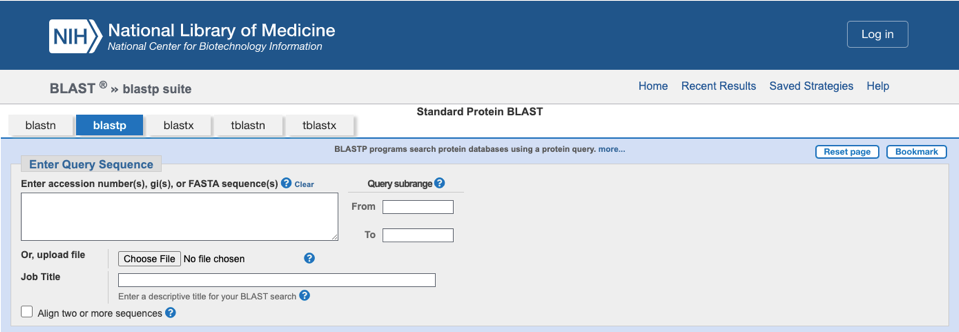 NIH
National Library of Medicine
National Center for Biotechnology Information
Log in
BLAST ® » blastp suite
Home Recent Results Saved Strategies Help
Standard Protein BLAST
blastn blastp blastx tblastn tblastx
BLASTP programs search protein databases using a protein query. more...
Reset page Bookmark
Enter Query Sequence
Enter accession number(s), gi(s), or FASTA sequence(s) ? Clear
Query subrange ?
From
To
Or, upload file
Choose File No file chosen ?
Job Title
Enter a descriptive title for your BLAST search ?
Align two or more sequences ?